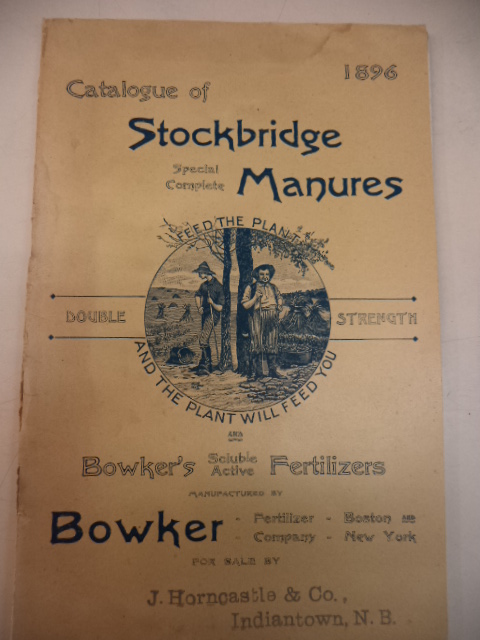 1896
Catalogue of
Stockbridge
Special
Complete
Manures
FEED THE PLANT
DOUBLE
STRENGTH
AND THE PLANT WILL FEED YOU
AND
Bowker's Soluble Active Fertilizers
MANUFACTURED BY
Bowker - Fertilizer - Boston and
- Company - New York
FOR SALE BY
J. Horncastle & Co.,
Indiantown, N. B.